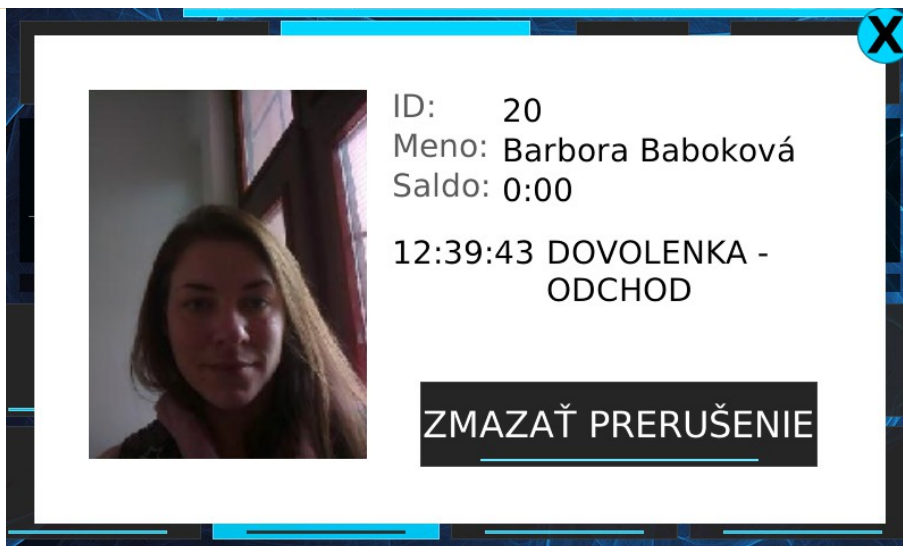 X
ID: 20
Meno: Barbora Baboková
Saldo: 0:00
12:39:43 DOVOLENKA -
ODCHOD
ZMAZAŤ PRERUŠENIE